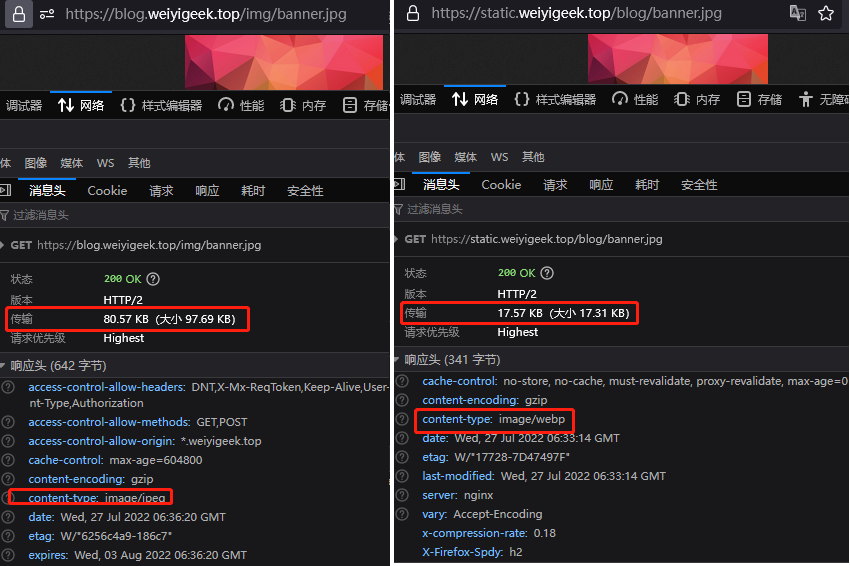 https://blog.weiyigeek.top/img/banner.jpg
调试器 网络 {} 样式编辑器 性能 内存 存储
体 图像 媒体 WS 其他
消息头 Cookie 请求 响应 耗时 安全性
过滤消息头
GET https://blog.weiyigeek.top/img/banner.jpg
状态 200 OK ?
版本 HTTP/2
传输 80.57 KB（大小 97.69 KB）
请求优先级 Highest
响应头 (642 字节)
? access-control-allow-headers: DNT,X-Mx-ReqToken,Keep-Alive,User-
nt-Type,Authorization
? access-control-allow-methods: GET,POST
? access-control-allow-origin: *.weiyigeek.top
? cache-control: max-age=604800
? content-encoding: gzip
? content-type: image/jpeg
? date: Wed, 27 Jul 2022 06:36:20 GMT
? etag: W/"6256c4a9-186c7"
? expires: Wed, 03 Aug 2022 06:36:20 GMT
https://static.weiyigeek.top/blog/banner.jpg
调试器 网络 {} 样式编辑器 性能 内存 存储 无障
体 图像 媒体 WS 其他
消息头 Cookie 请求 响应 耗时 安全性
过滤消息头
GET https://static.weiyigeek.top/blog/banner.jpg
状态 200 OK ?
版本 HTTP/2
传输 17.57 KB（大小 17.31 KB）
请求优先级 Highest
响应头 (341 字节)
? cache-control: no-store, no-cache, must-revalidate, proxy-revalidate, max-age=0
? content-encoding: gzip
? content-type: image/webp
? date: Wed, 27 Jul 2022 06:33:14 GMT
? etag: W/"17728-7D47497F"
? last-modified: Wed, 27 Jul 2022 06:33:14 GMT
? server: nginx
? vary: Accept-Encoding
x-compression-rate: 0.18
X-Firefox-Spdy: h2